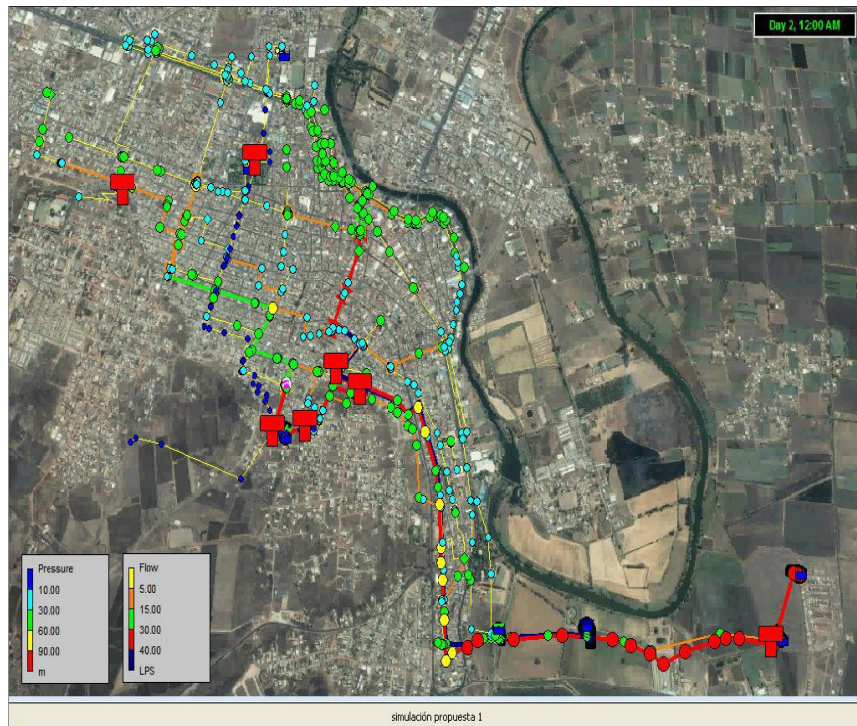 Day 2, 12:00 AM
Pressure
10.00
30.00
60.00
90.00
m
Flow
5.00
15.00
30.00
40.00
LPS
simulación propuesta 1